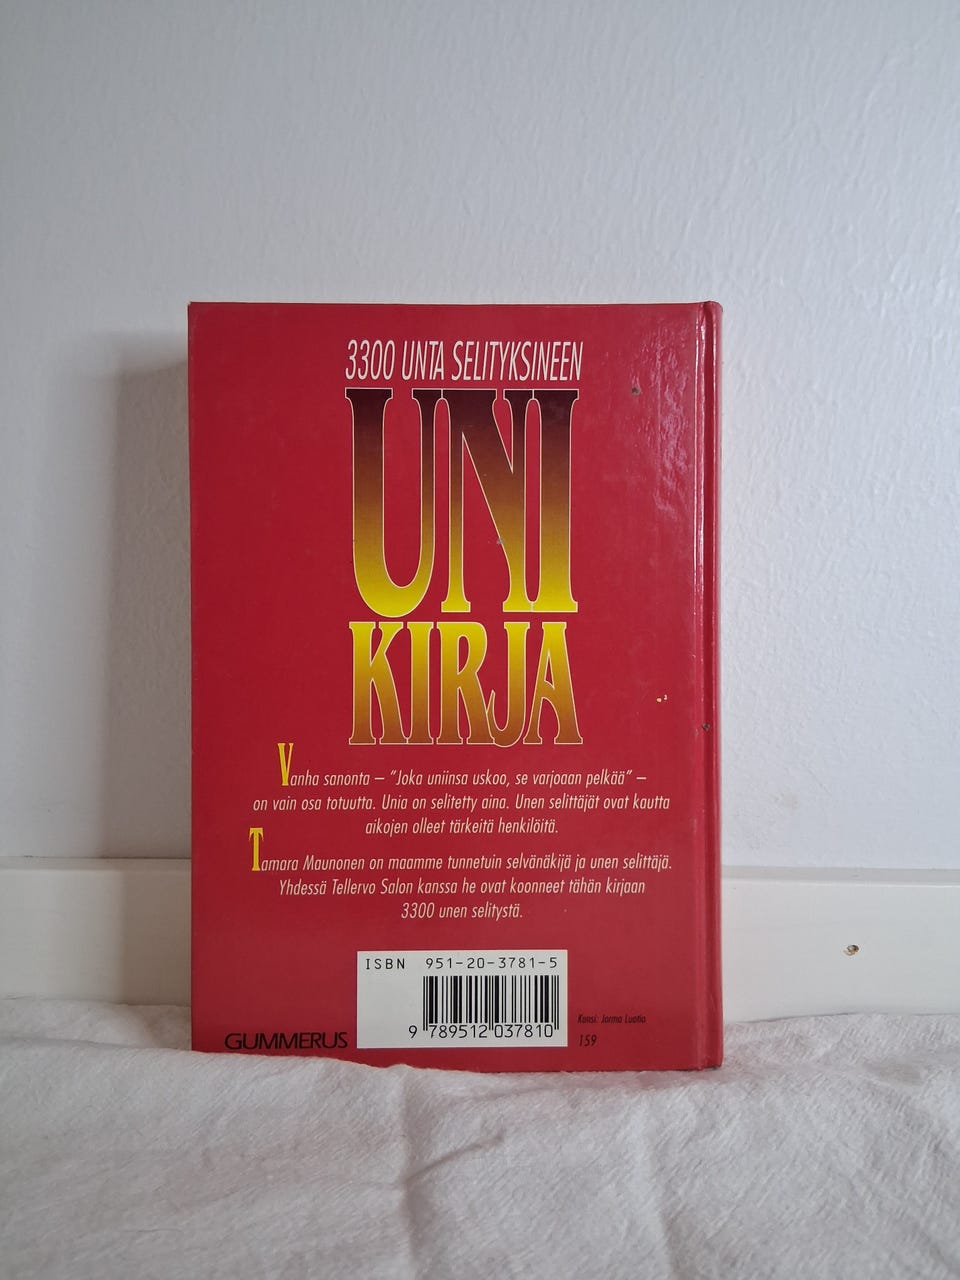 3300 UNTA SELITYKSINEEN
UNI
KIRJA
Vanha sanonta – "Joka uniinsa uskoo, se varjoaan pelkää" –
on vain osa totuutta. Unia on selitetty aina. Unen selittäjät ovat kautta
aikojen olleet tärkeitä henkilöitä.
Tamara Maunonen on maamme tunnetuin selvänäkijä ja unen selittäjä.
Yhdessä Tellervo Salon kanssa he ovat koonneet tähän kirjaan
3300 unen selitystä.
ISBN 951-20-3781-5
9 789512 037810
GUMMERUS
Kansi: Jorma Luotio
159